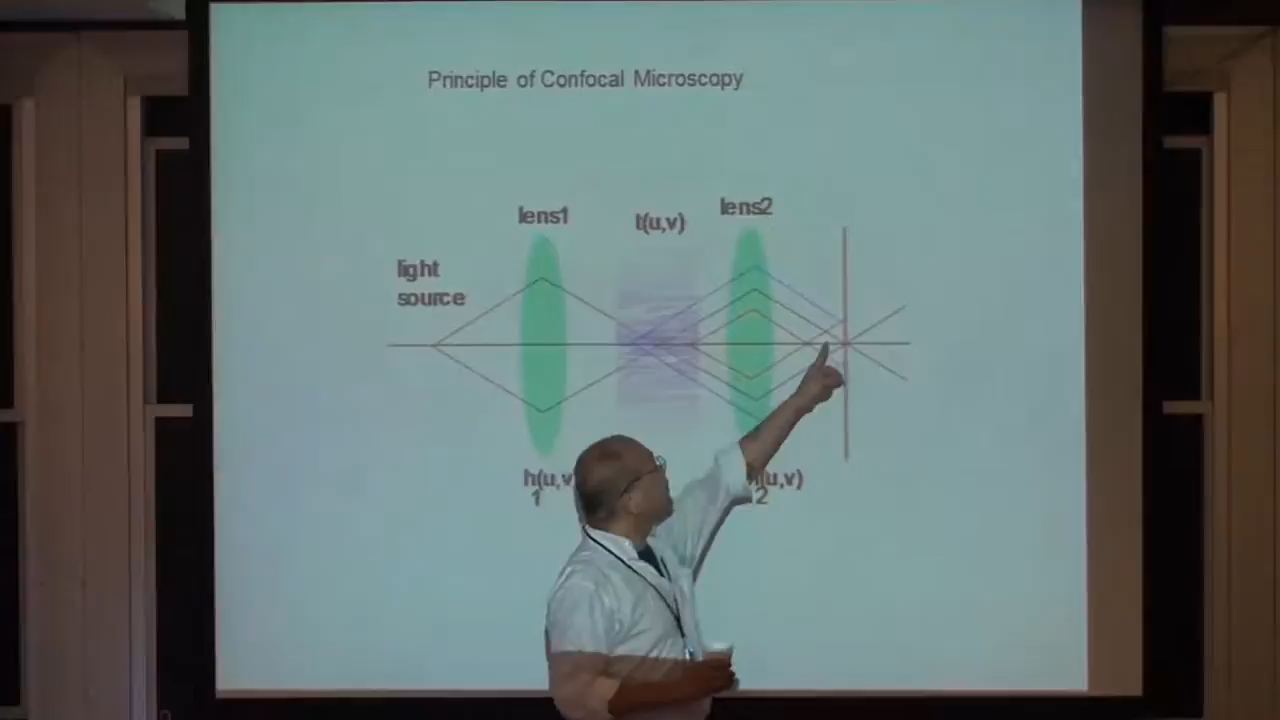 Principle of Confocal Microscopy
lens1
t(u,v)
lens2
light
source
h(u,v
1
(u,v)
2